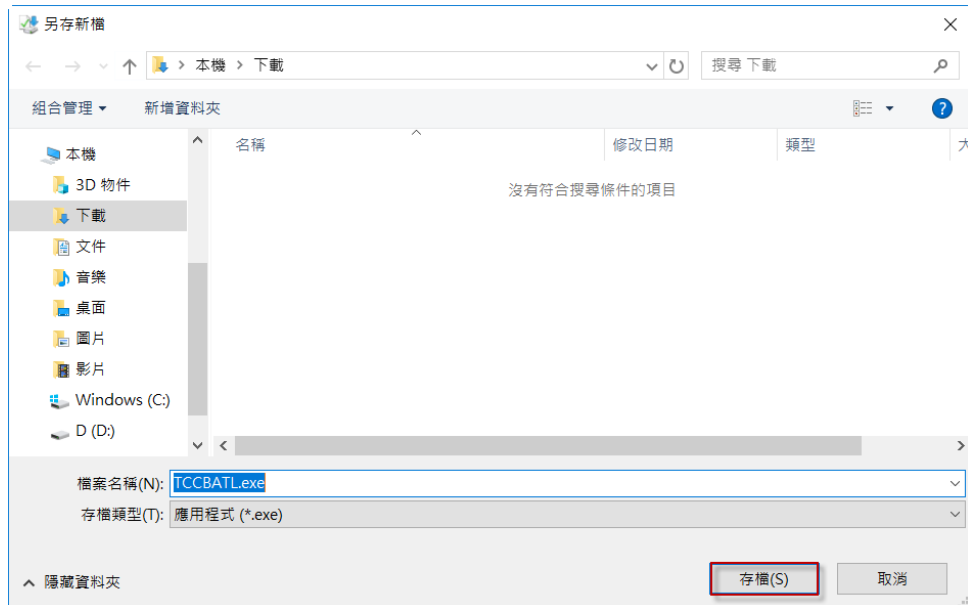 另存新檔
本機 > 下載
搜尋 下載
組合管理
新增資料夾
名稱
修改日期
類型
本機
沒有符合搜尋條件的項目
3D 物件
下載
文件
音樂
桌面
圖片
影片
Windows (C:)
D (D:)
檔案名稱(N): TCCBATL.exe
存檔類型(T): 應用程式 (*.exe)
隱藏資料夾
存檔(S)
取消